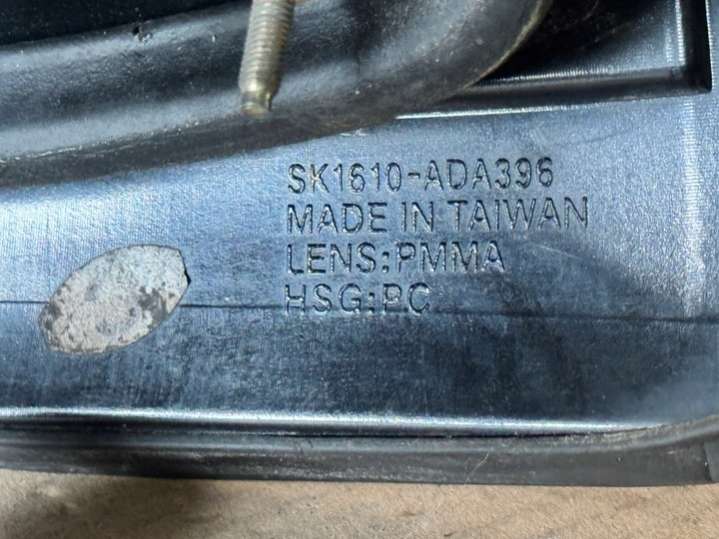 SK1610-ADA396
MADE IN TAIWAN
LENS:PMMA
HSG:PC